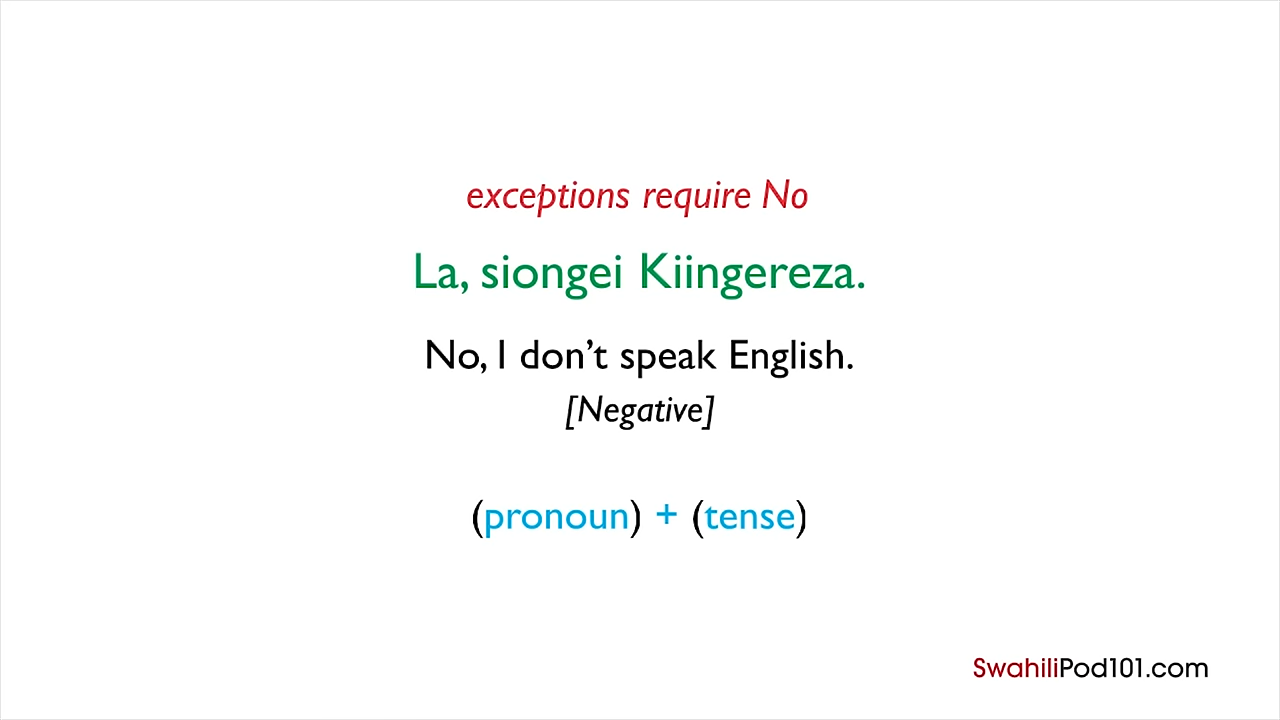 exceptions require No
La, siongei Kiingereza.
No, I don’t speak English.
[Negative]
(pronoun) + (tense)
SwahiliPod101.com